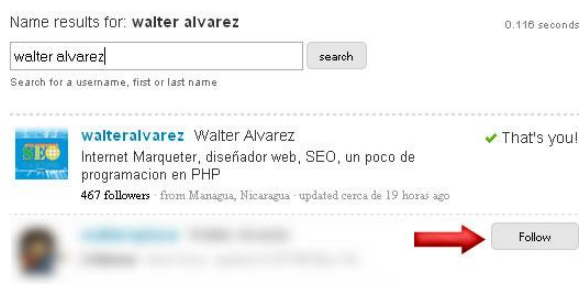 Name results for: walter alvarez
0.116 seconds
walter alvarez
search
Search for a username, first or last name
SEO
walteralvarez Walter Alvarez
That's you!
Internet Marqueter, diseñador web, SEO, un poco de
programacion en PHP
467 followers · from Managua, Nicaragua · updated cerca de 19 horas ago
Follow